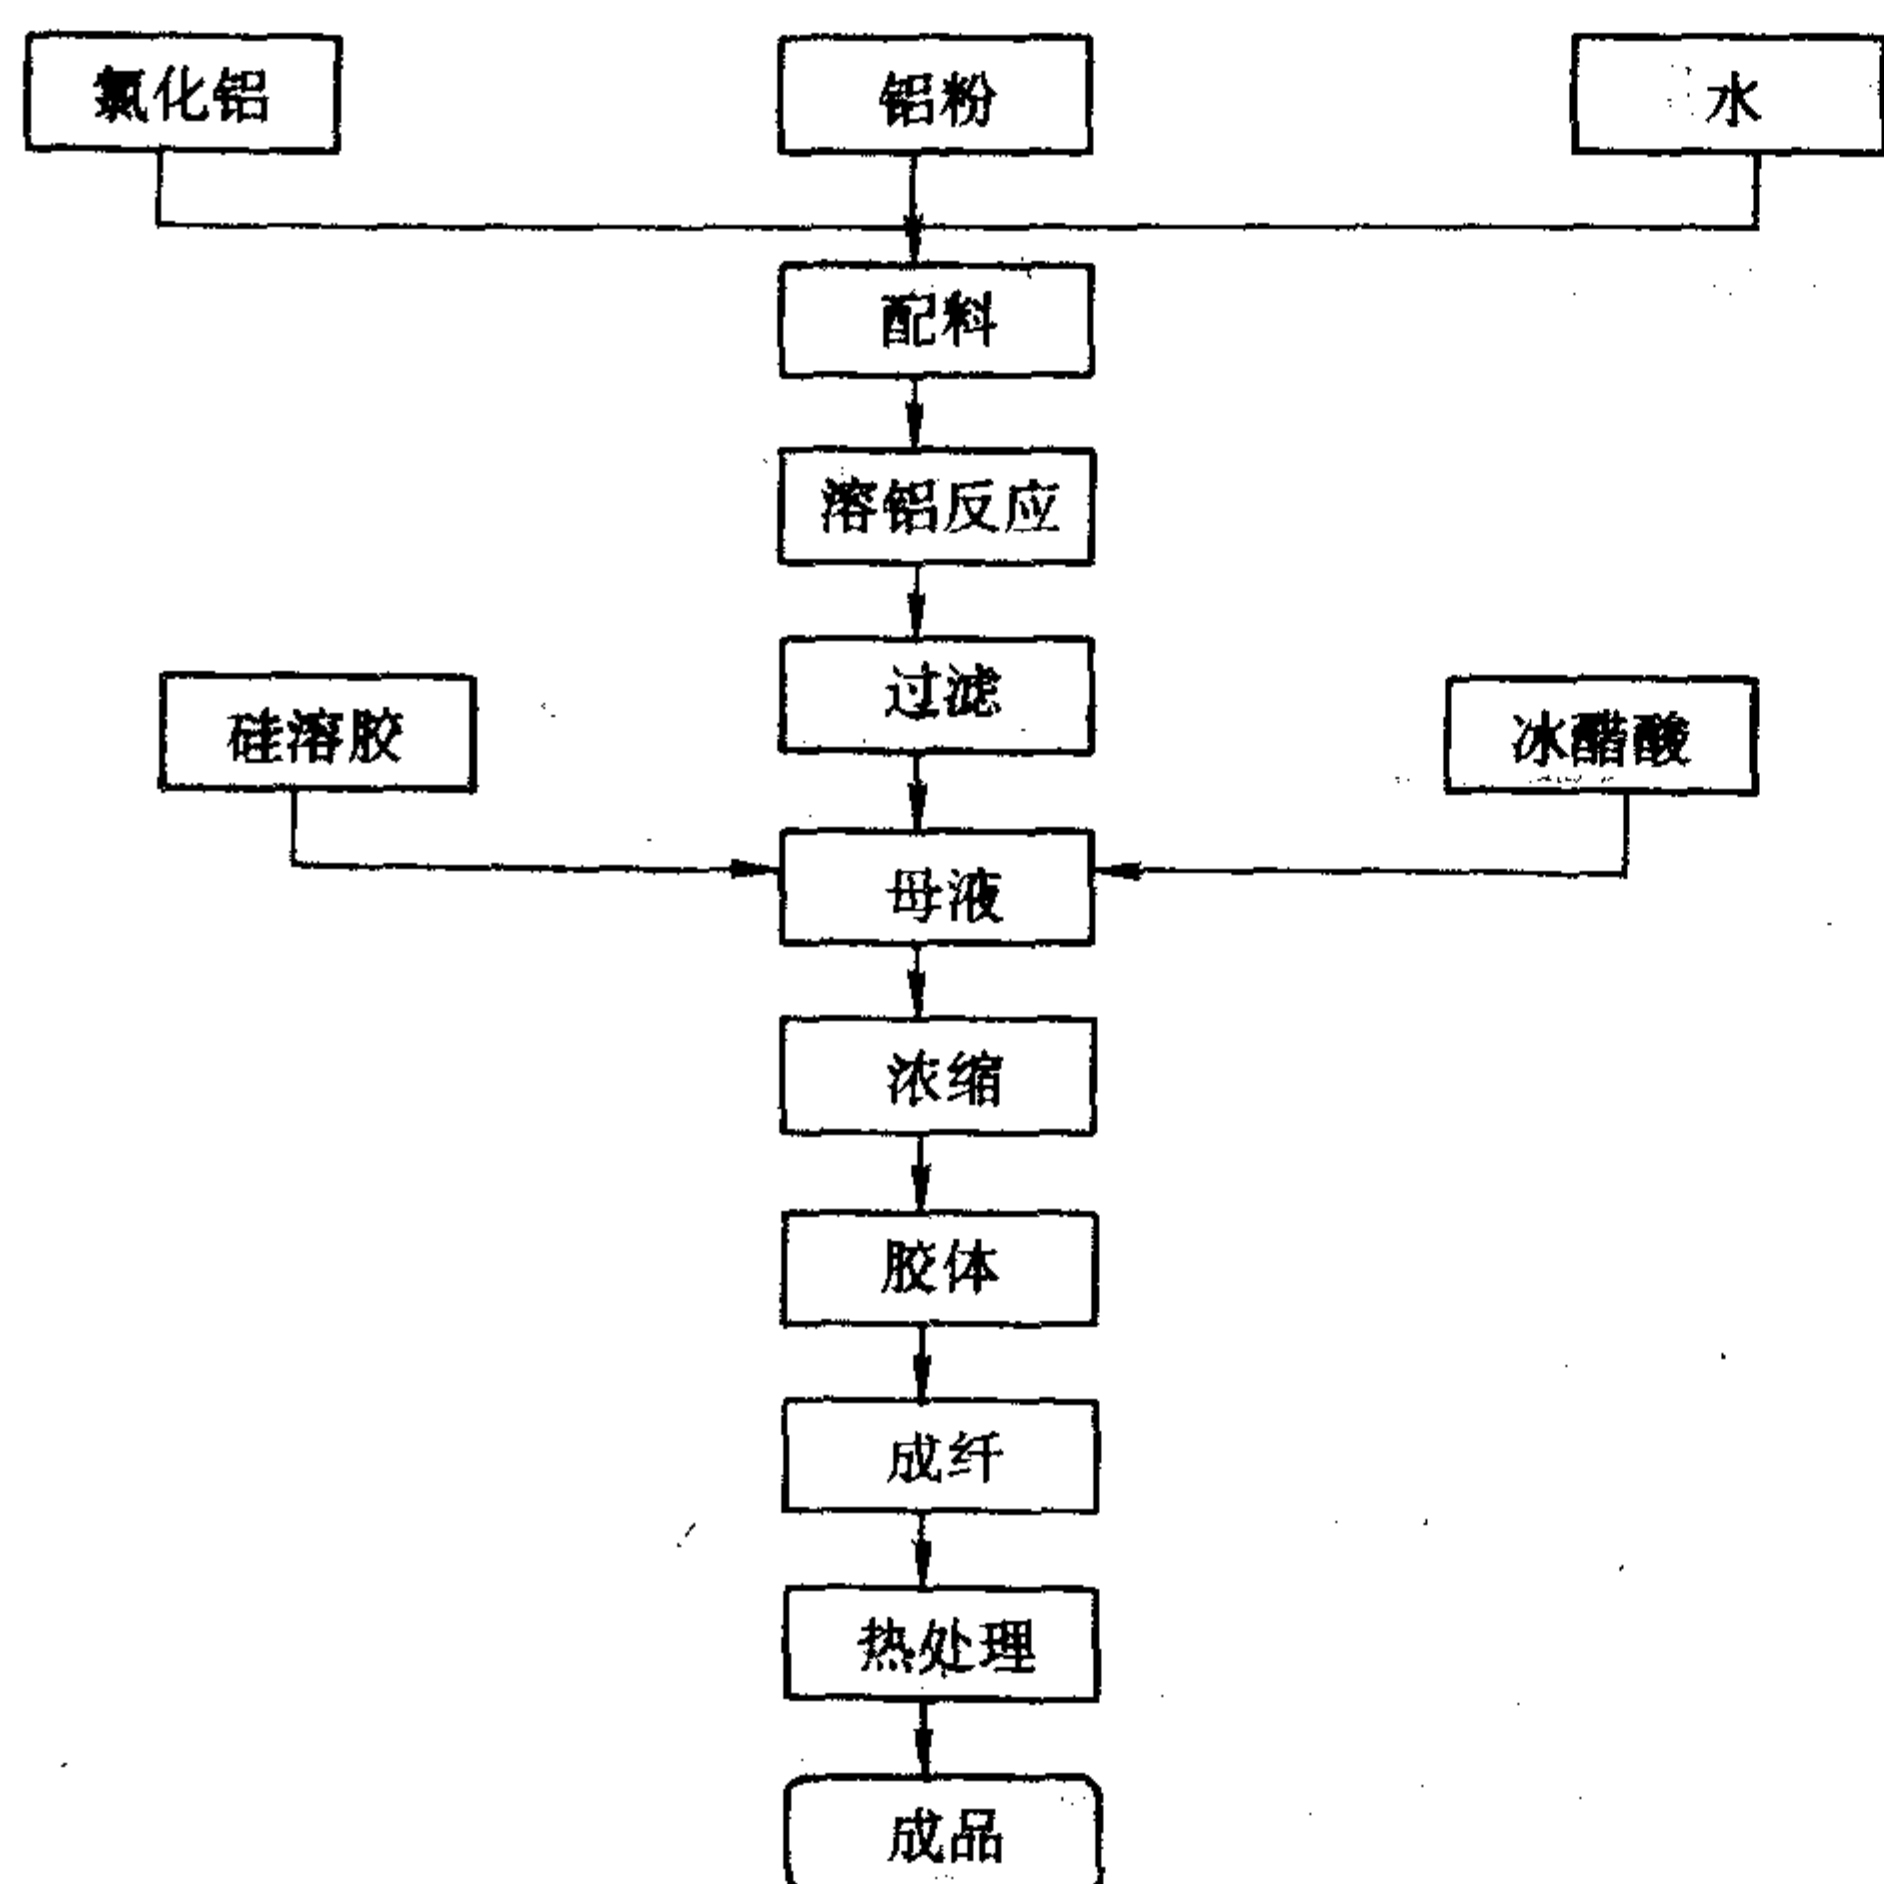 氯化铝
铝粉
水
配料
溶铝反应
过滤
硅溶胶
冰醋酸
母液
浓缩
胶体
成纤
热处理
成品